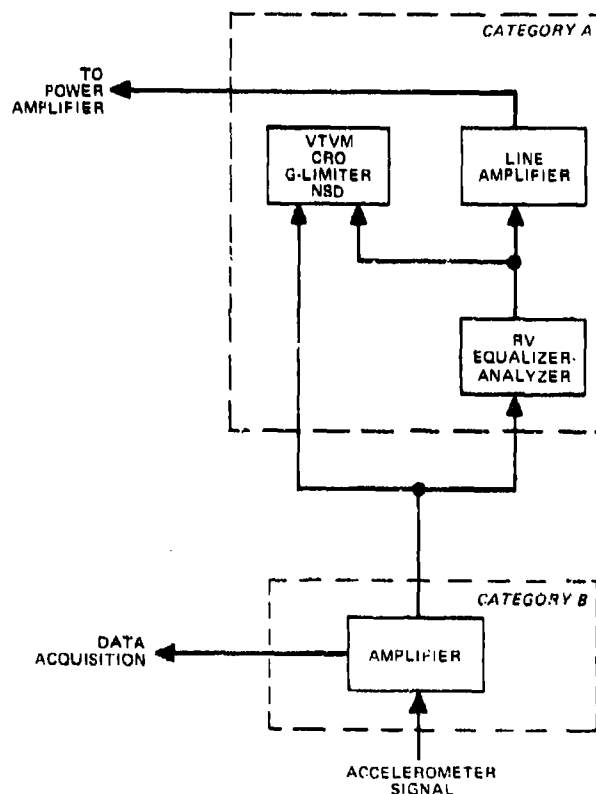 CATEGORY A
TO
POWER
AMPLIFIER
VTVM
CRO
G-LIMITER
NSD
LINE
AMPLIFIER
RV
EQUALIZER-
ANALYZER
CATEGORY B
DATA
ACQUISITION
AMPLIFIER
ACCELEROMETER
SIGNAL